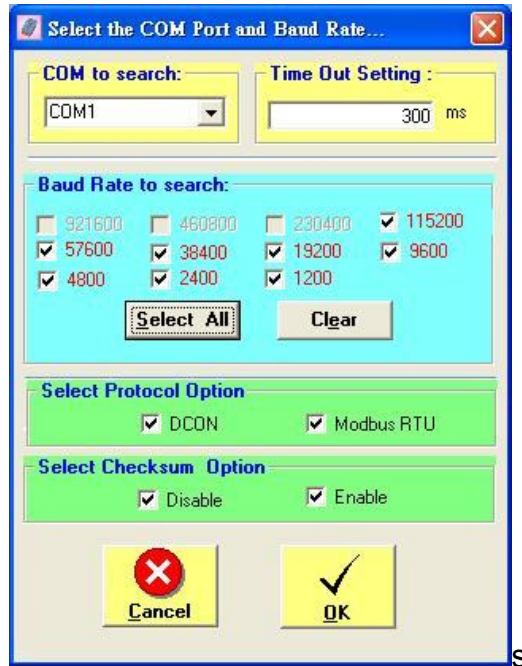 Select the COM Port and Baud Rate...
COM to search:
Time Out Setting :
COM1
300 ms
Baud Rate to search:
921600 460800 230400 115200
57600 38400 19200 9600
4800 2400 1200
Select All Clear
Select Protocol Option
DCON Modbus RTU
Select Checksum Option
Disable Enable
Cancel OK
s